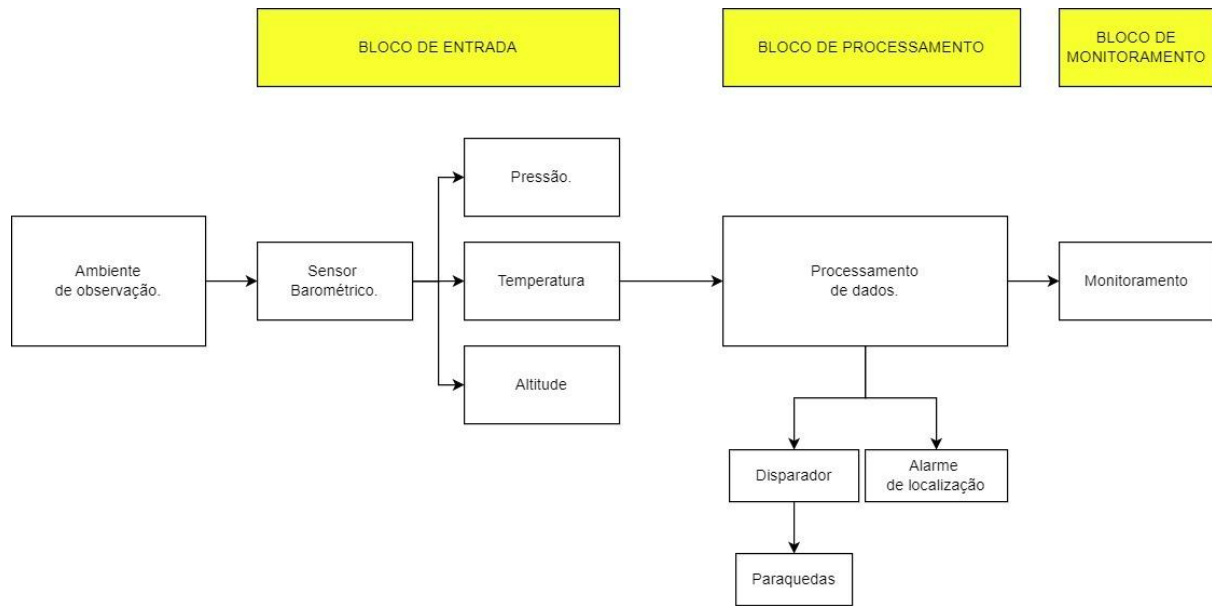 BLOCO DE ENTRADA
BLOCO DE PROCESSAMENTO
BLOCO DE
MONITORAMENTO
Pressão.
Ambiente
de observação.
Sensor
Barométrico.
Temperatura
Processamento
de dados.
Monitoramento
Altitude
Disparador
Alarme
de localização
Paraquedas